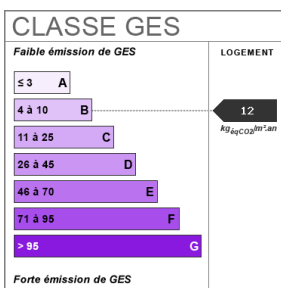 CLASSE GES
Faible émission de GES
LOGEMENT
≤ 3 A
4 à 10 B
12
kgéqCO2/m².an
11 à 25 C
26 à 45 D
46 à 70 E
71 à 95 F
> 95 G
Forte émission de GES